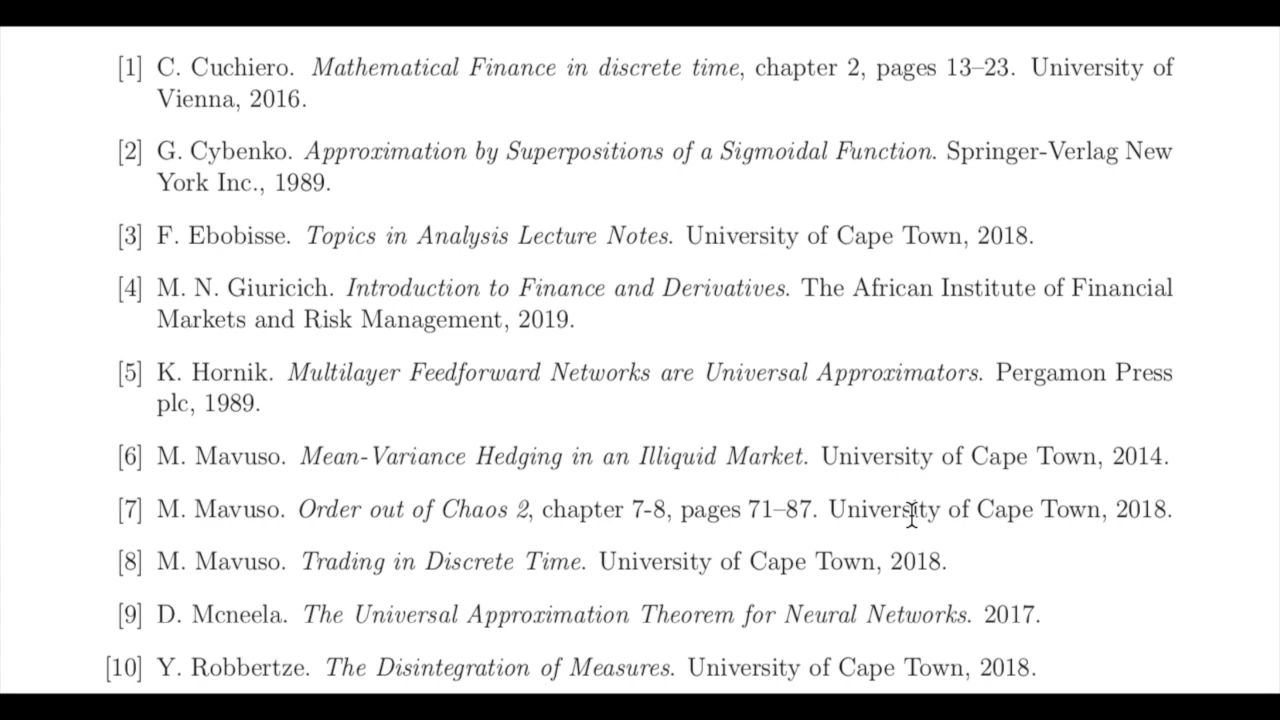 [1] C. Cuchiero. Mathematical Finance in discrete time, chapter 2, pages 13–23. University of
Vienna, 2016.
[2] G. Cybenko. Approximation by Superpositions of a Sigmoidal Function. Springer-Verlag New
York Inc., 1989.
[3] F. Ebobisse. Topics in Analysis Lecture Notes. University of Cape Town, 2018.
[4] M. N. Giuricich. Introduction to Finance and Derivatives. The African Institute of Financial
Markets and Risk Management, 2019.
[5] K. Hornik. Multilayer Feedforward Networks are Universal Approximators. Pergamon Press
plc, 1989.
[6] M. Mavuso. Mean-Variance Hedging in an Illiquid Market. University of Cape Town, 2014.
[7] M. Mavuso. Order out of Chaos 2, chapter 7-8, pages 71–87. University of Cape Town, 2018.
[8] M. Mavuso. Trading in Discrete Time. University of Cape Town, 2018.
[9] D. Mcneela. The Universal Approximation Theorem for Neural Networks. 2017.
[10] Y. Robbertze. The Disintegration of Measures. University of Cape Town, 2018.